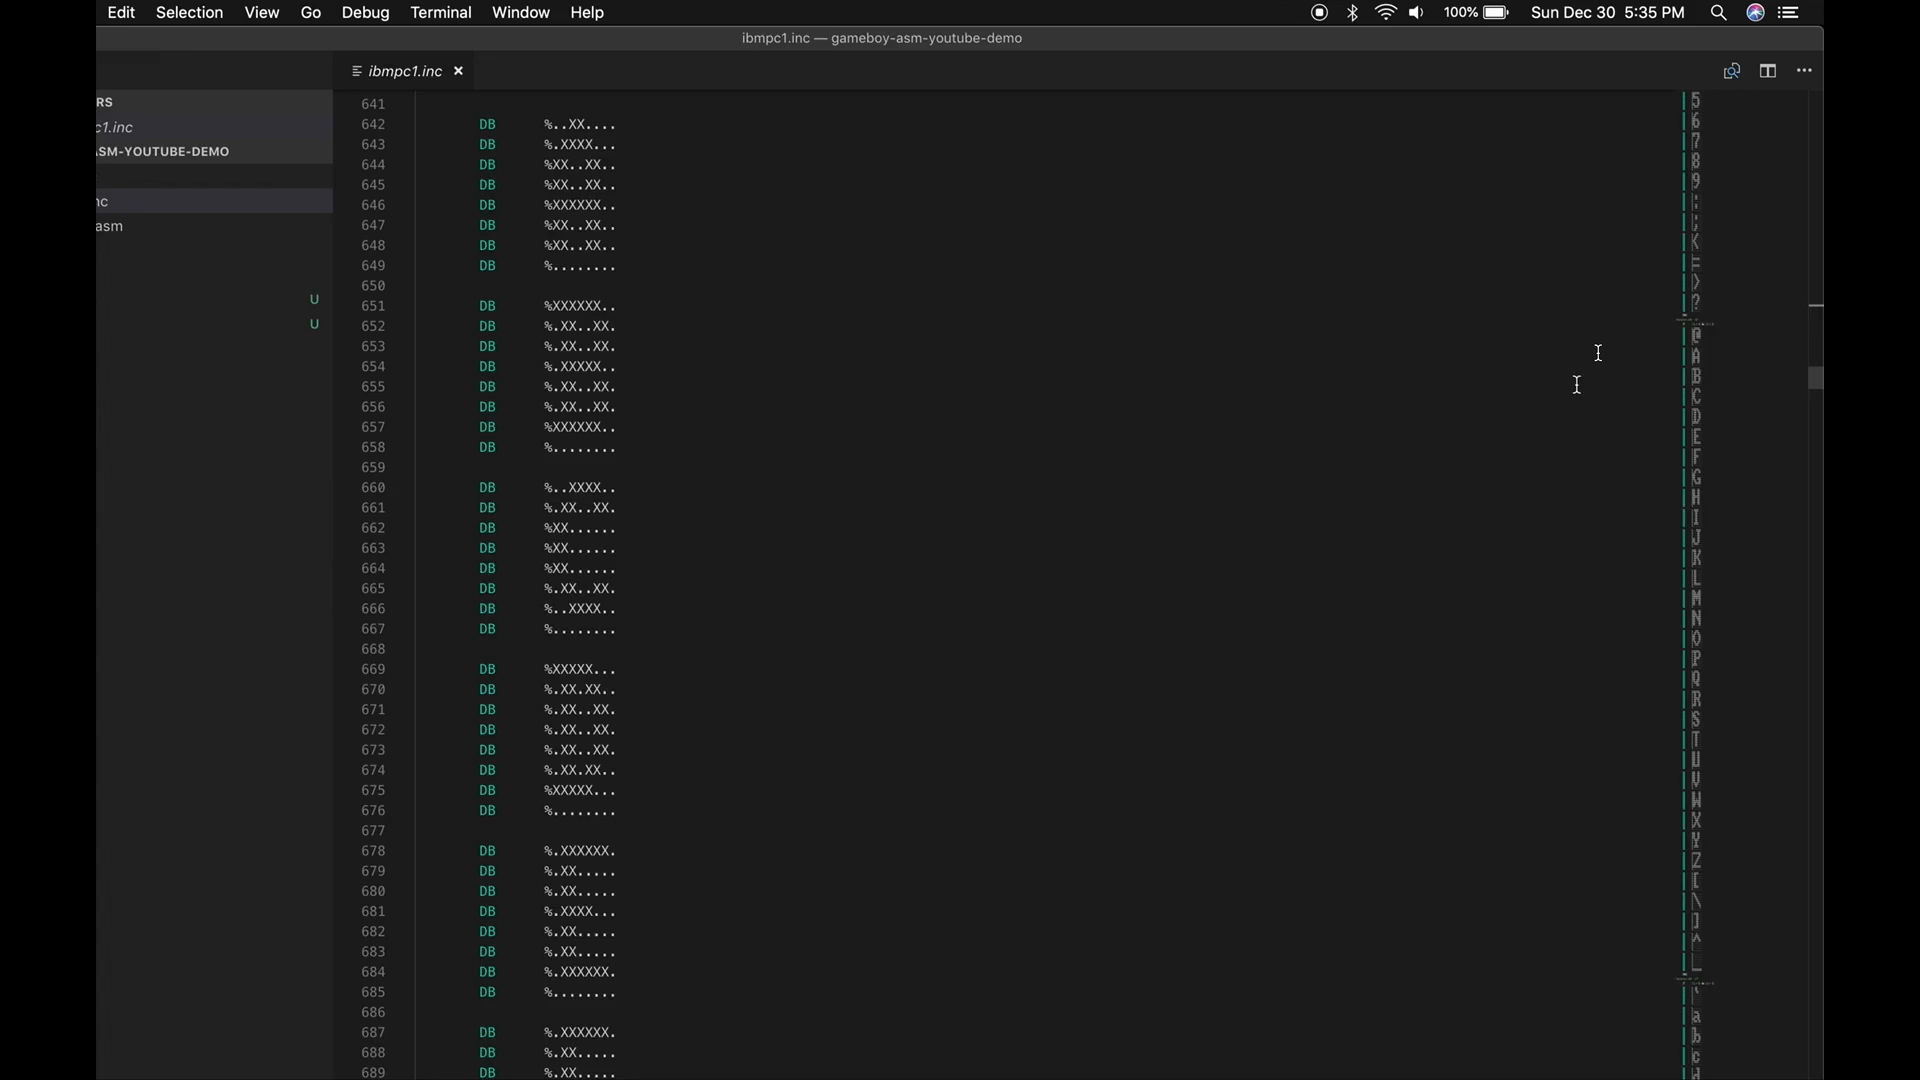 Edit Selection View Go Debug Terminal Window Help 100% Sun Dec 30 5:35 PM
ibmpc1.inc — gameboy-asm-youtube-demo
ibmpc1.inc
RS
c1.inc
ASM-YOUTUBE-DEMO
nc
asm
U
U
641
642 DB %..XX....
643 DB %.XXXX...
644 DB %XX..XX..
645 DB %XX..XX..
646 DB %XXXXXX..
647 DB %XX..XX..
648 DB %XX..XX..
649 DB %........
650
651 DB %XXXXXX..
652 DB %.XX..XX.
653 DB %.XX..XX.
654 DB %.XXXXX..
655 DB %.XX..XX.
656 DB %.XX..XX.
657 DB %XXXXXX..
658 DB %........
659
660 DB %..XXXX..
661 DB %.XX..XX.
662 DB %XX......
663 DB %XX......
664 DB %XX......
665 DB %.XX..XX.
666 DB %..XXXX..
667 DB %........
668
669 DB %XXXXX...
670 DB %.XX.XX..
671 DB %.XX..XX.
672 DB %.XX..XX.
673 DB %.XX..XX.
674 DB %.XX.XX..
675 DB %XXXXX...
676 DB %........
677
678 DB %.XXXXXX.
679 DB %.XX.....
680 DB %.XX.....
681 DB %.XXXX...
682 DB %.XX.....
683 DB %.XX.....
684 DB %.XXXXXX.
685 DB %........
686
687 DB %.XXXXXX.
688 DB %.XX.....
689 DB %.XX.....
5
6
7
8
9
:
;
<
=
>
?
@
A
B
C
D
E
F
G
H
I
J
K
L
M
N
O
P
Q
R
S
T
U
V
W
X
Y
Z
[
\
]
^
_
a
b
c
d